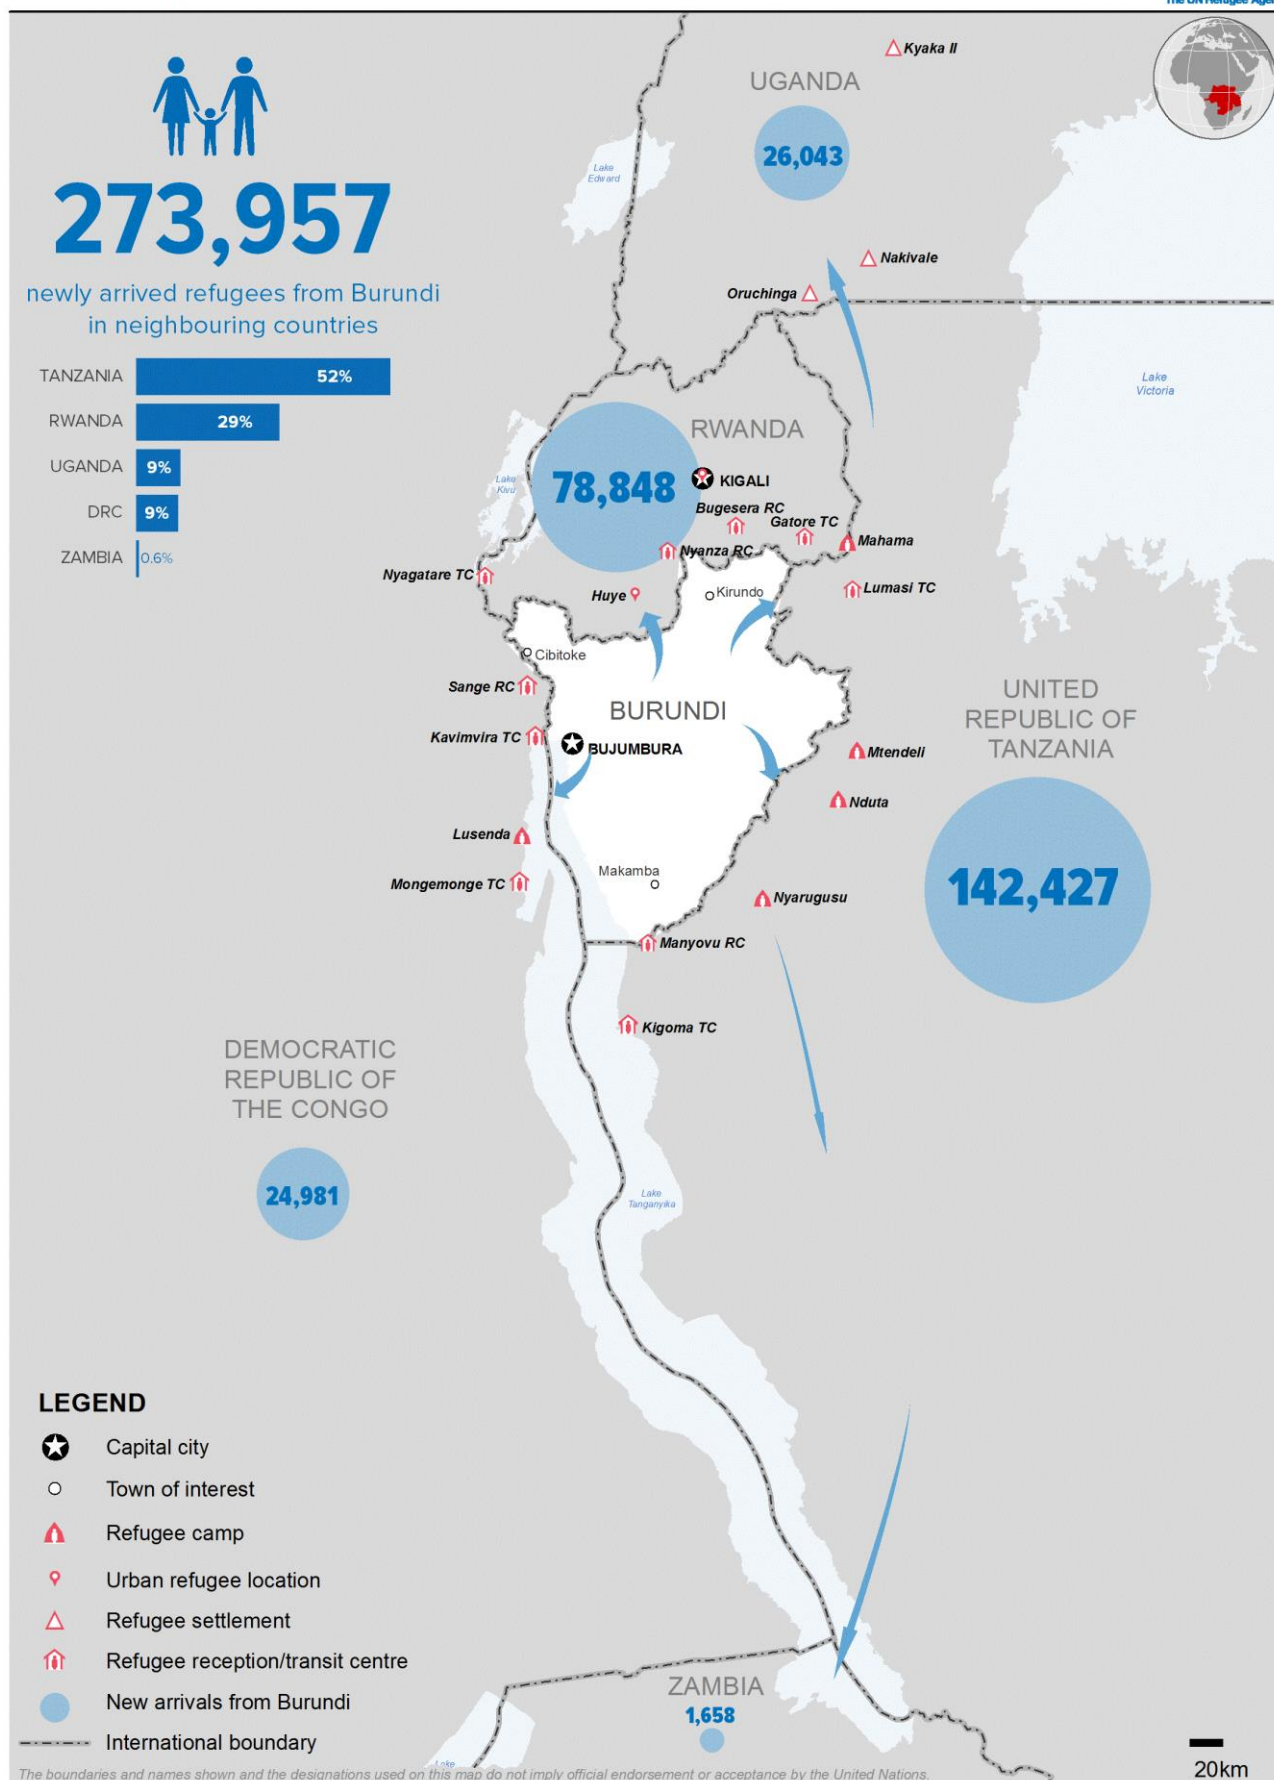 The UN Refugee Agency
273,957
newly arrived refugees from Burundi
in neighbouring countries
TANZANIA 52%
RWANDA 29%
UGANDA 9%
DRC 9%
ZAMBIA 0.6%
Kyaka II
UGANDA
26,043
Lake
Edward
Nakivale
Oruchinga
Lake
Victoria
RWANDA
78,848
KIGALI
Lake
Kivu
Bugesera RC
Gatore TC
Mahama
Nyanza RC
Nyagatare TC
Huye
Kirundo
Lumasi TC
Cibitoke
Sange RC
BURUNDI
UNITED
REPUBLIC OF
TANZANIA
Kavimvira TC
BUJUMBURA
Mtendeli
Nduta
142,427
Lusenda
Makamba
Mongemonge TC
Nyarugusu
Manyovu RC
Kigoma TC
DEMOCRATIC
REPUBLIC OF
THE CONGO
24,981
Lake
Tanganyika
LEGEND
Capital city
Town of interest
Refugee camp
Urban refugee location
Refugee settlement
Refugee reception/transit centre
New arrivals from Burundi
International boundary
ZAMBIA
1,658
Lake
20km
The boundaries and names shown and the designations used on this map do not imply official endorsement or acceptance by the United Nations.